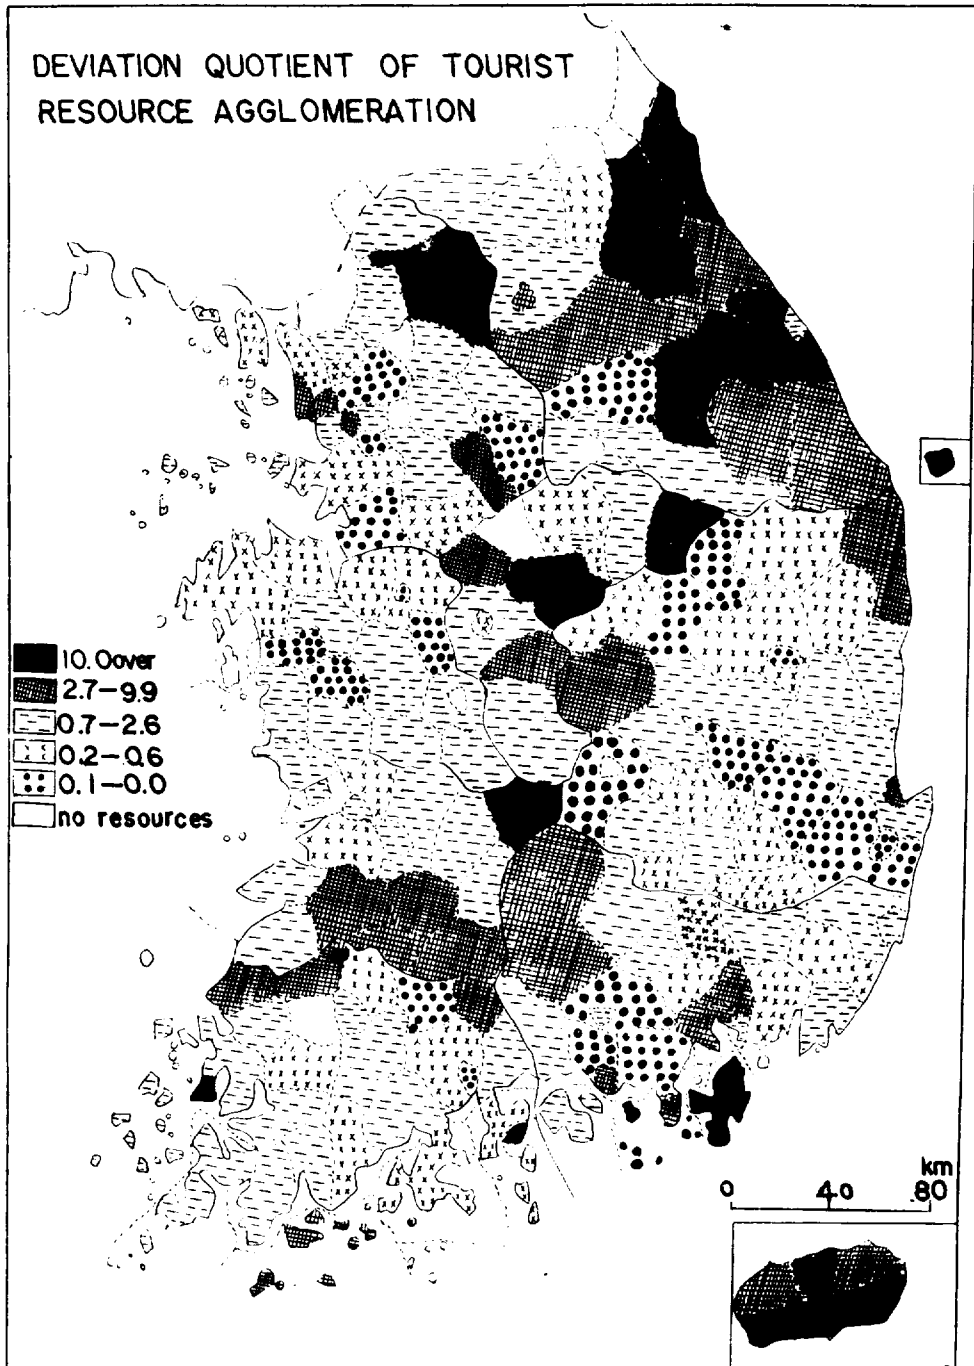 DEVIATION QUOTIENT OF TOURIST
RESOURCE AGGLOMERATION
10.0over
2.7-9.9
0.7-2.6
0.2-0.6
0.1-0.0
no resources
km
0 40 80